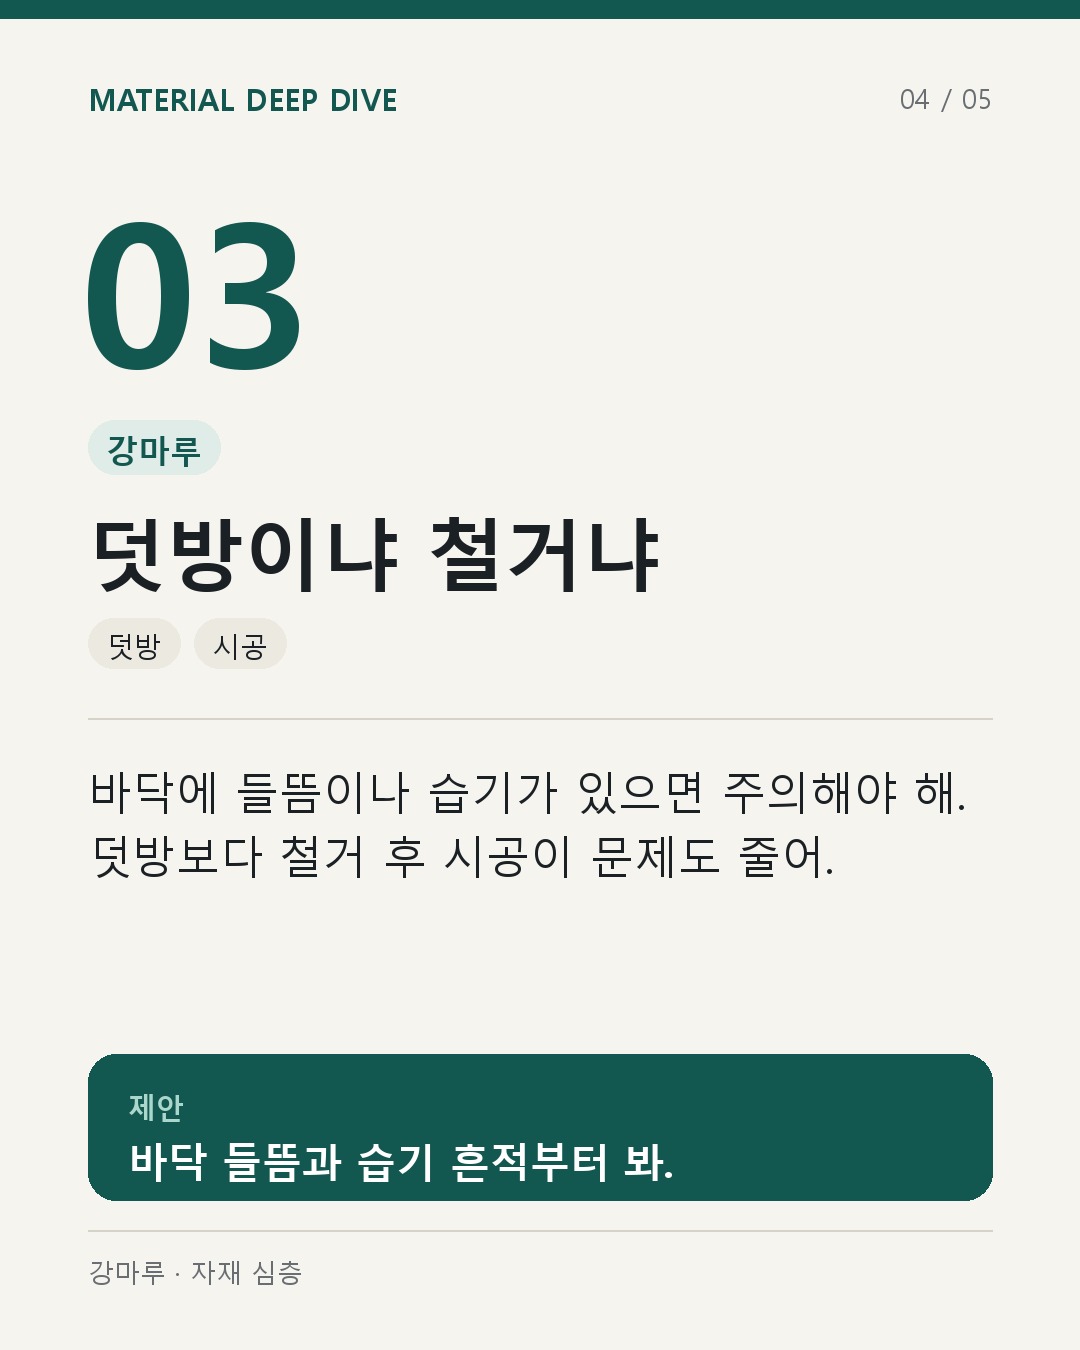 MATERIAL DEEP DIVE
04 / 05
03
강마루
덧방이냐 철거냐
덧방
시공
바닥에 들뜸이나 습기가 있으면 주의해야 해.
덧방보다 철거 후 시공이 문제도 줄어.
제안
바닥 들뜸과 습기 흔적부터 봐.
강마루 · 자재 심층